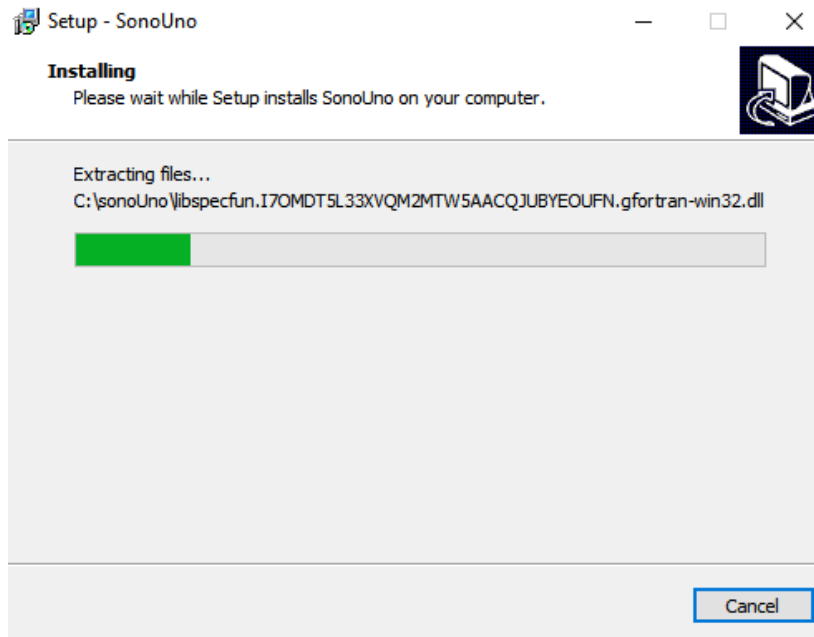 Setup - SonoUno
Installing
Please wait while Setup installs SonoUno on your computer.
Extracting files...
C:\sonoUno\libspecfun.I7OMDT5L33XVQM2MTW5AACQJUBYEOUFN.gfortran-win32.dll
Cancel